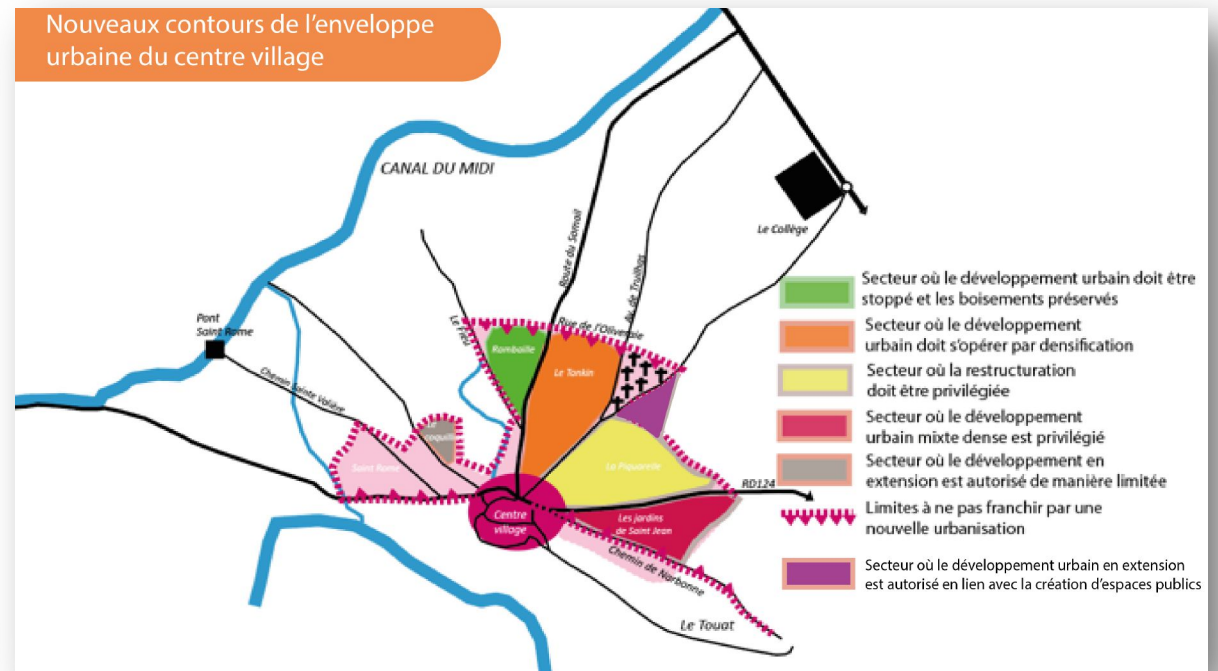 Nouveaux contours de l'enveloppe
urbaine du centre village
CANAL DU MIDI
Route du Somail
Av. de Truilhas
Le Collège
Pont
Saint Rome
Le Fieu
Rue de l'Oliveraie
Rambaille
Le Tonkin
Chemin Sainte Valière
Saint Rome
La Piquarelle
RD124
Centre
village
Les jardins
de Saint Jean
Chemin de Narbonne
Le Touat
Secteur où le développement urbain doit être
stoppé et les boisements préservés
Secteur où le développement
urbain doit s'opérer par densification
Secteur où la restructuration
doit être privilégiée
Secteur où le développement
urbain mixte dense est privilégié
Secteur où le développement en
extension est autorisé de manière limitée
Limites à ne pas franchir par une
nouvelle urbanisation
Secteur où le développement urbain en extension
est autorisé en lien avec la création d'espaces publics